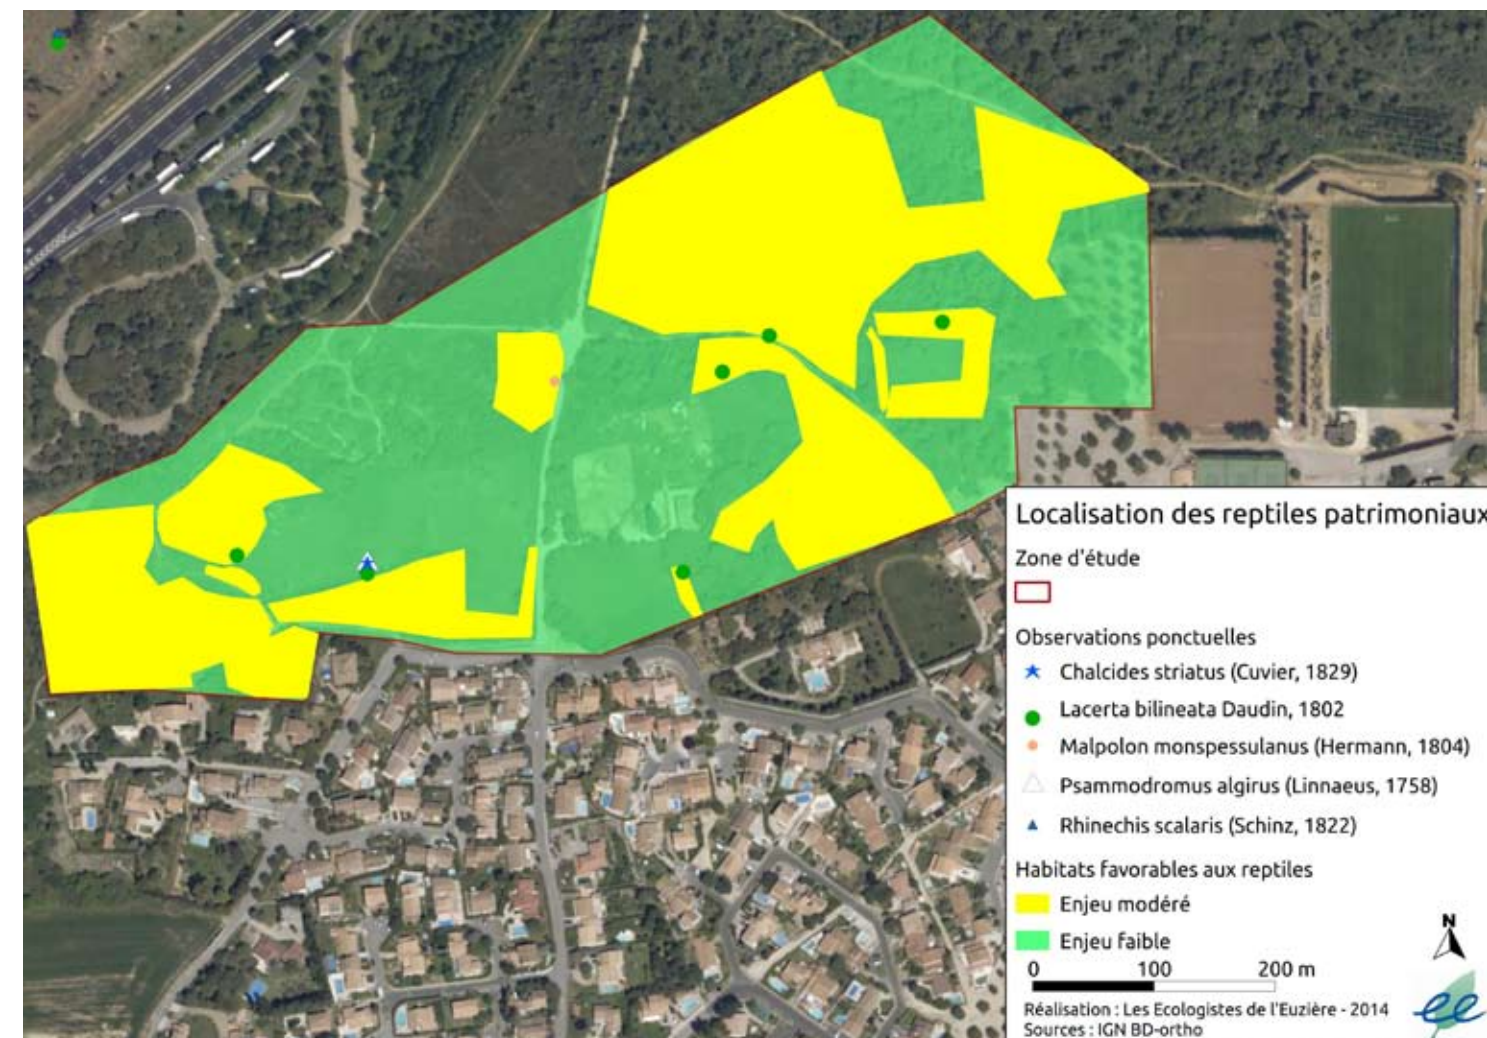 Localisation des reptiles patrimoniaux
Zone d'étude
Observations ponctuelles
Chalcides striatus (Cuvier, 1829)
Lacerta bilineata Daudin, 1802
Malpolon monspessulanus (Hermann, 1804)
Psammodromus algirus (Linnaeus, 1758)
Rhinechis scalaris (Schinz, 1822)
Habitats favorables aux reptiles
Enjeu modéré
Enjeu faible
N
0 100 200 m
Réalisation : Les Ecologistes de l'Euzière - 2014
Sources : IGN BD-ortho
ee